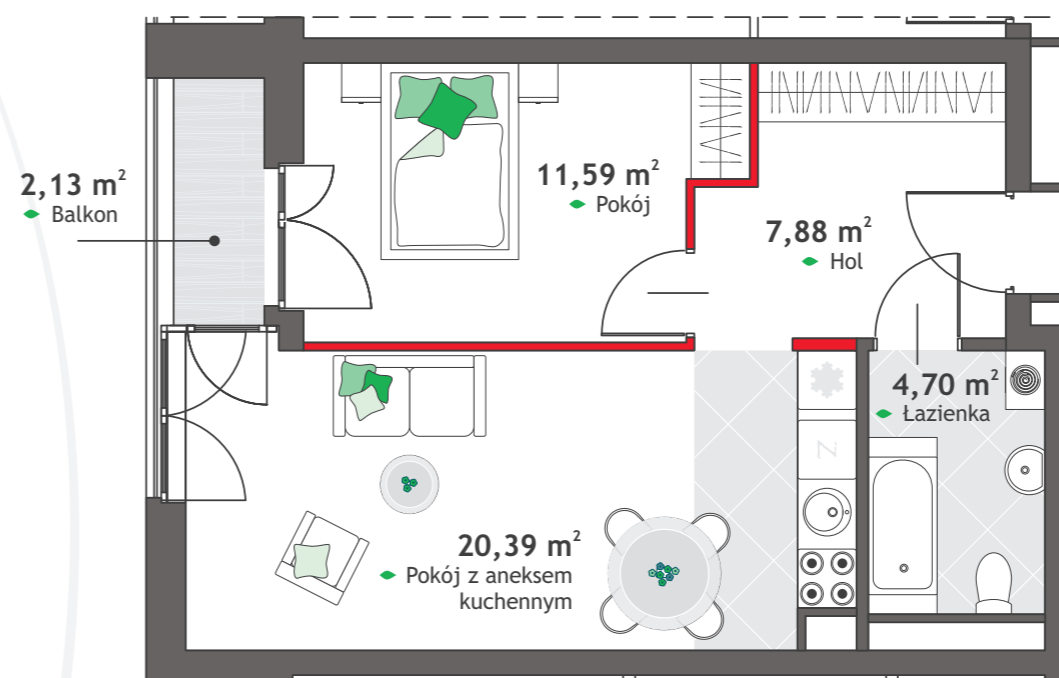 2,13 m²
Balkon
11,59 m²
Pokój
7,88 m²
Hol
4,70 m²
Łazienka
Z
20,39 m²
Pokój z aneksem
kuchennym